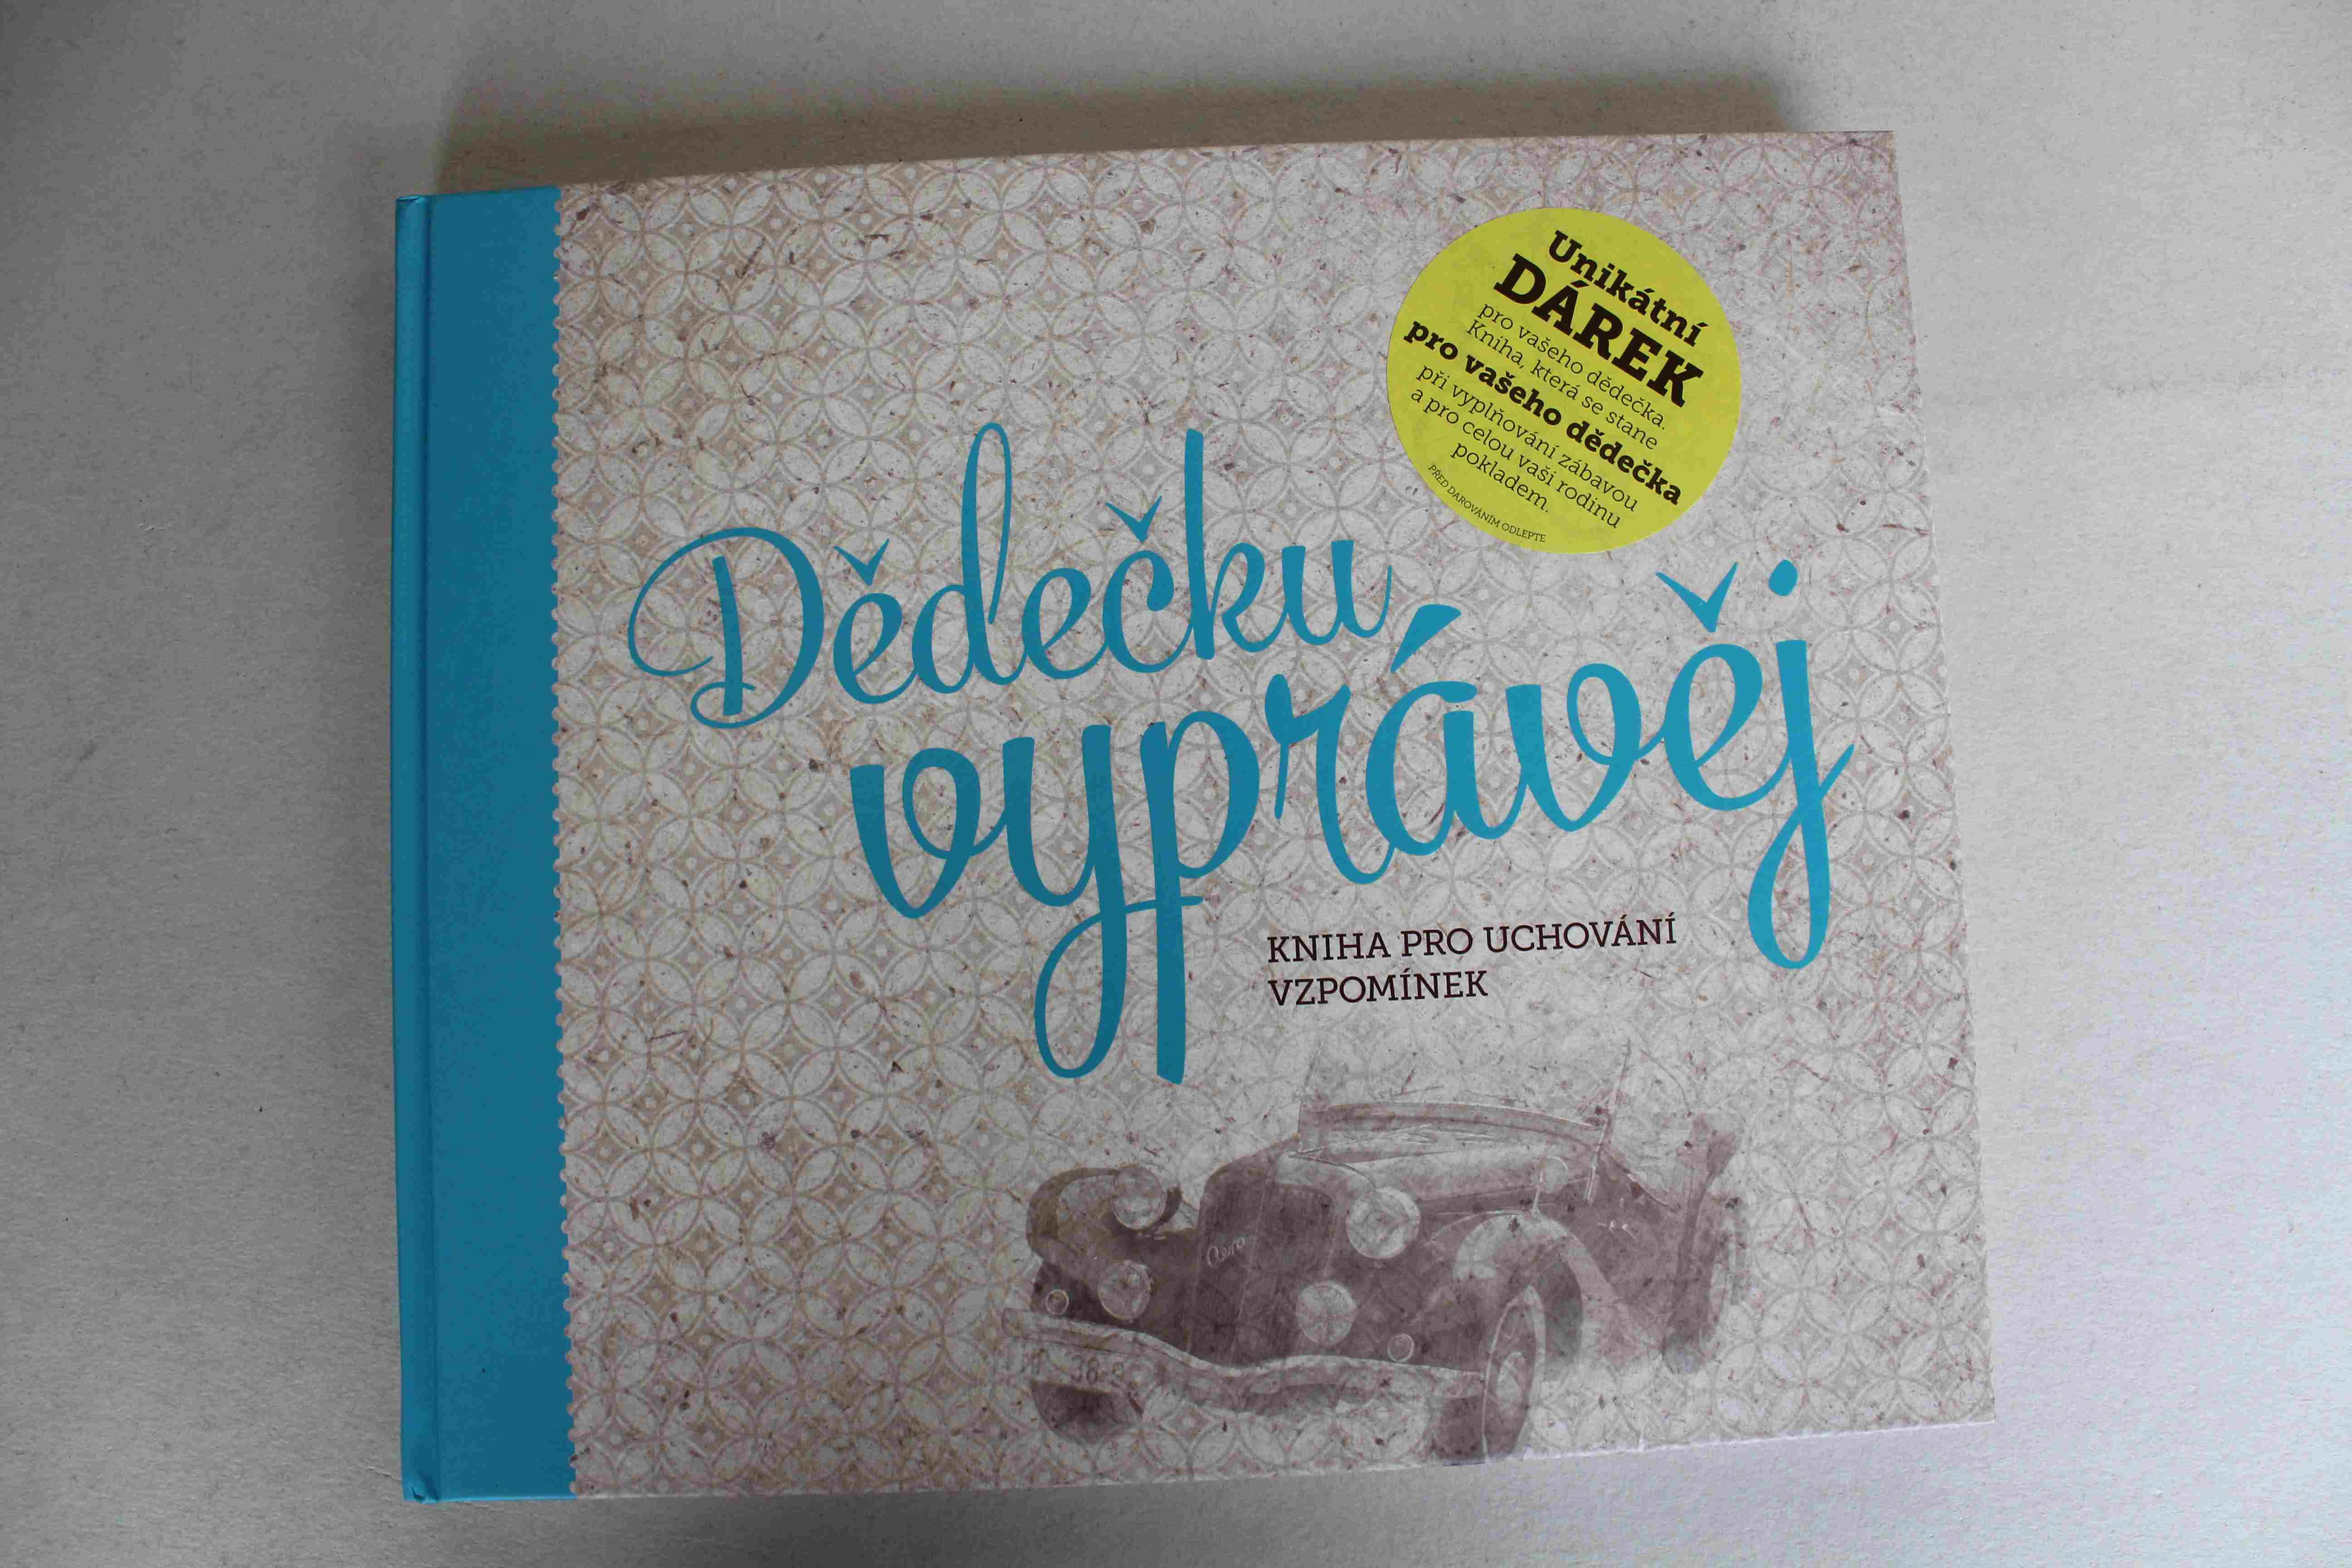 Unikátní
DÁREK
pro vašeho dědečka.
Kniha, která se stane
pro vašeho dědečka
při vyplňování zábavou
a pro celou vaši rodinu
pokladem.
PŘED DAROVÁNÍM ODLEPTE
Dědečku
vyprávěj
KNIHA PRO UCHOVÁNÍ
VZPOMÍNEK
Aero